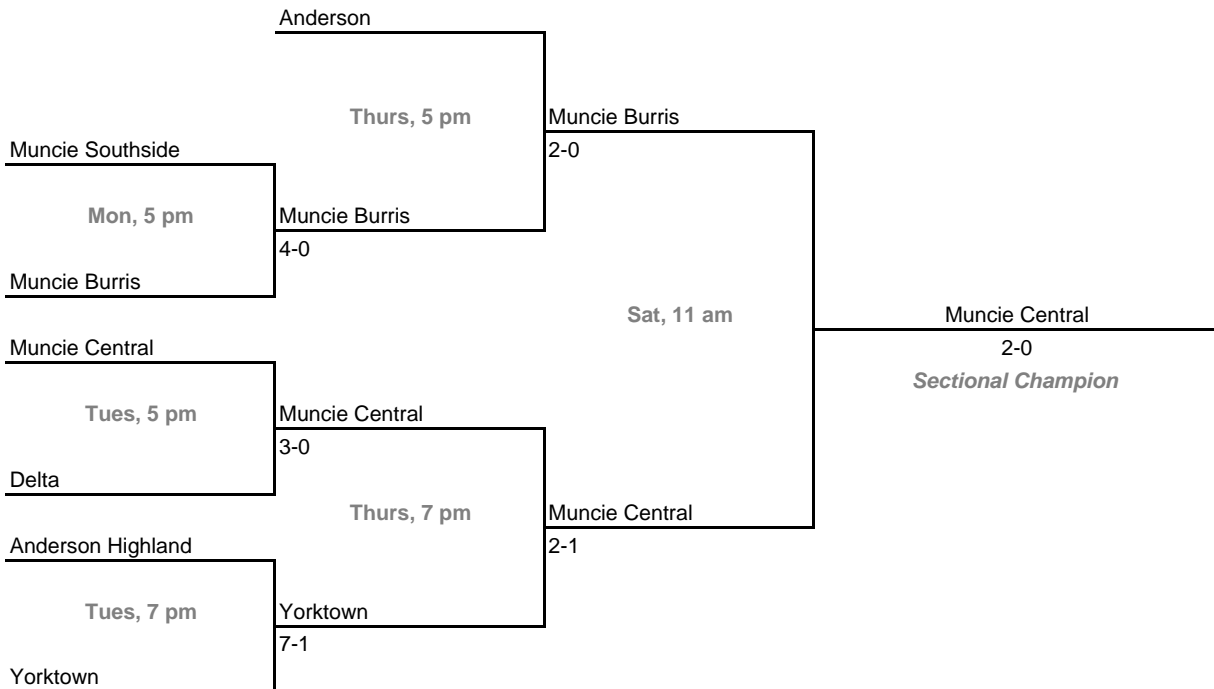 Anderson
Thurs, 5 pm
Muncie Burris
Muncie Southside
2-0
Mon, 5 pm
Muncie Burris
4-0
Muncie Burris
Sat, 11 am
Muncie Central
Muncie Central
2-0
Sectional Champion
Tues, 5 pm
Muncie Central
3-0
Delta
Thurs, 7 pm
Muncie Central
Anderson Highland
2-1
Tues, 7 pm
Yorktown
7-1
Yorktown